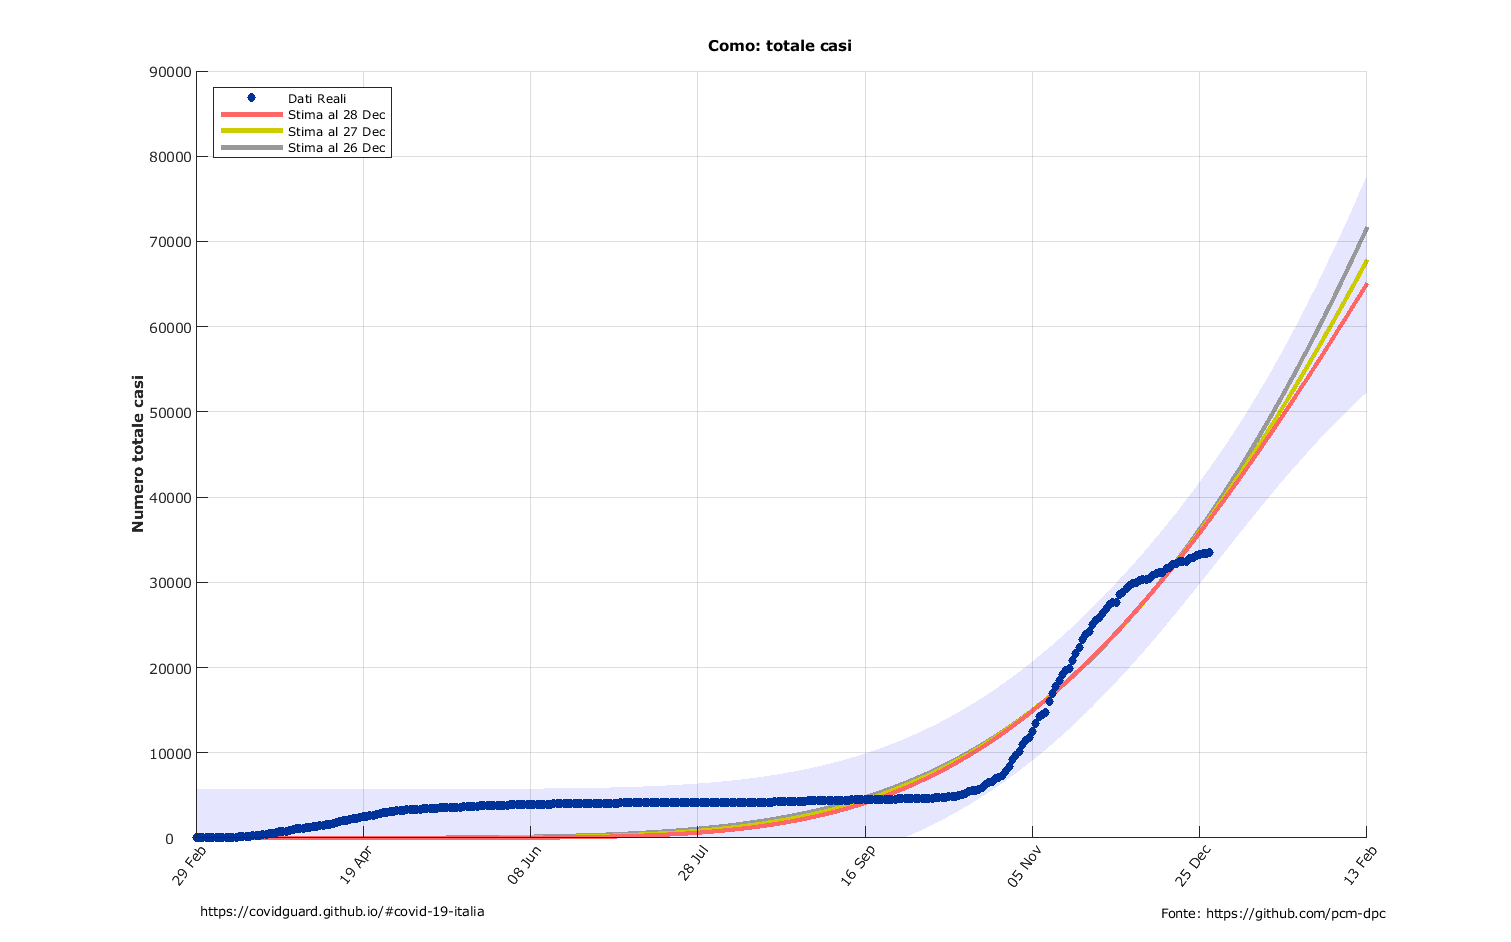 Como: totale casi
90000
80000
70000
60000
50000
40000
30000
20000
10000
0
Numero totale casi
Dati Reali
Stima al 28 Dec
Stima al 27 Dec
Stima al 26 Dec
29 Feb
19 Apr
08 Jun
28 Jul
16 Sep
05 Nov
25 Dec
13 Feb
https://covidguard.github.io/#covid-19-italia
Fonte: https://github.com/pcm-dpc